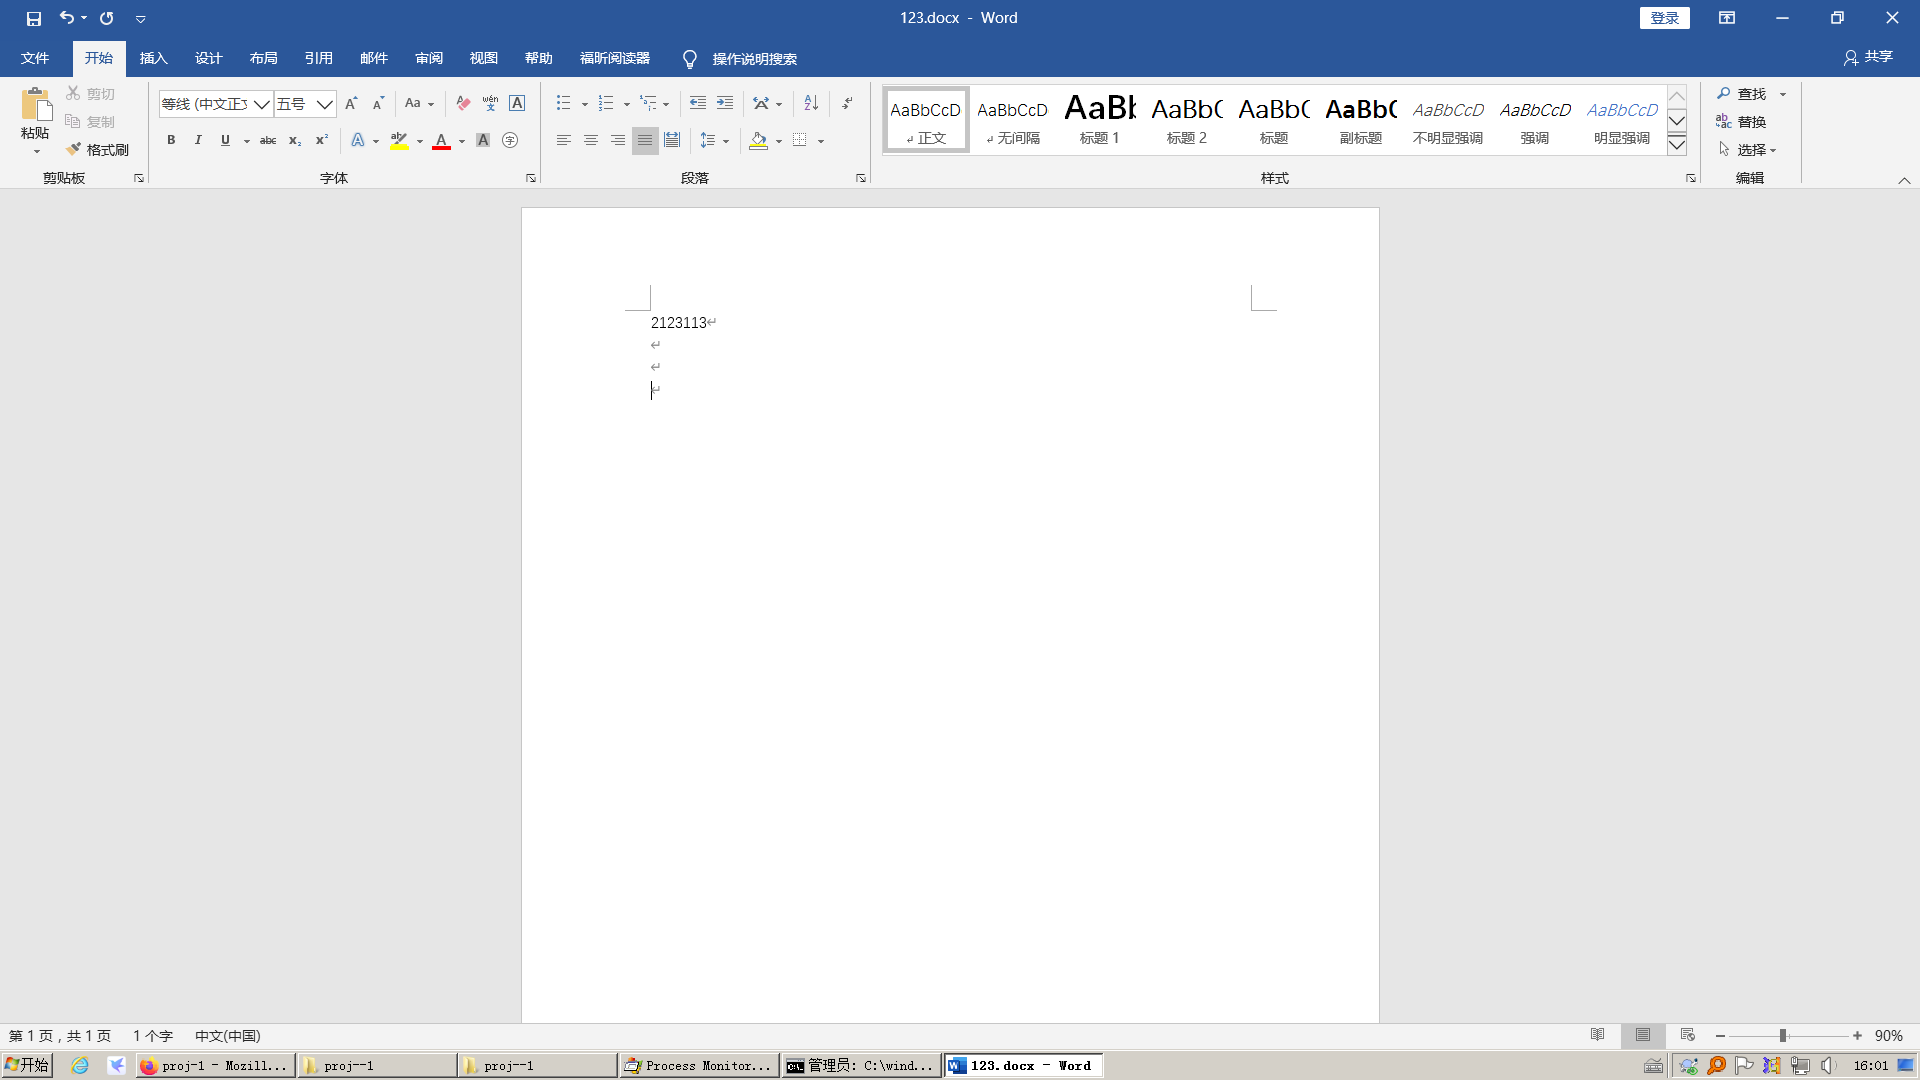 123.docx - Word
登录
文件 开始 插入 设计 布局 引用 邮件 审阅 视图 帮助 福昕阅读器 操作说明搜索 共享
粘贴
剪切
复制
格式刷
剪贴板
等线 (中文正文 五号
字体
段落
AaBbCcD AaBbCcD AaBb AaBbC AaBbC AaBbC AaBbCcD AaBbCcD AaBbCcD
正文 无间隔 标题 1 标题 2 标题 副标题 不明显强调 强调 明显强调
样式
查找
替换
选择
编辑
2123113
第 1 页，共 1 页 1 个字 中文(中国) 90%
开始 proj-1 - Mozill... proj--1 proj--1 Process Monitor... 管理员: C:\wind... 123.docx - Word 16:01